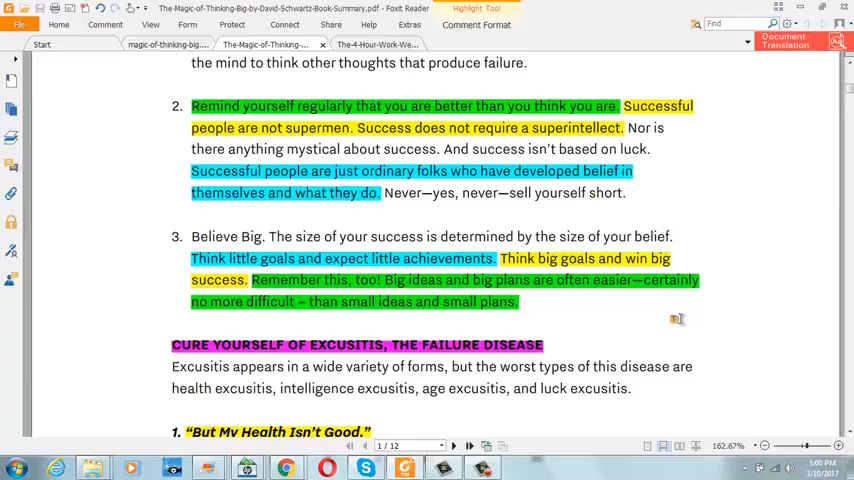 The-Magic-of-Thinking-Big-by-David-Schwartz-Book-Summary.pdf - Foxit Reader
Highlight Tool
File Home Comment View Form Protect Share Help Extras Comment Format
Find
Document Translation
Start magic-of-thinking-big.... The-Magic-of-Thinking-... The-4-Hour-Work-We...
the mind to think other thoughts that produce failure.
2. Remind yourself regularly that you are better than you think you are. Successful
people are not supermen. Success does not require a superintellect. Nor is
there anything mystical about success. And success isn't based on luck.
Successful people are just ordinary folks who have developed belief in
themselves and what they do. Never—yes, never—sell yourself short.
3. Believe Big. The size of your success is determined by the size of your belief.
Think little goals and expect little achievements. Think big goals and win big
success. Remember this, too! Big ideas and big plans are often easier—certainly
no more difficult – than small ideas and small plans.
CURE YOURSELF OF EXCUSITIS, THE FAILURE DISEASE
Excusitis appears in a wide variety of forms, but the worst types of this disease are
health excusitis, intelligence excusitis, age excusitis, and luck excusitis.
1. “But My Health Isn't Good.”
1 / 12
162.67%
5:00 PM
3/10/2017